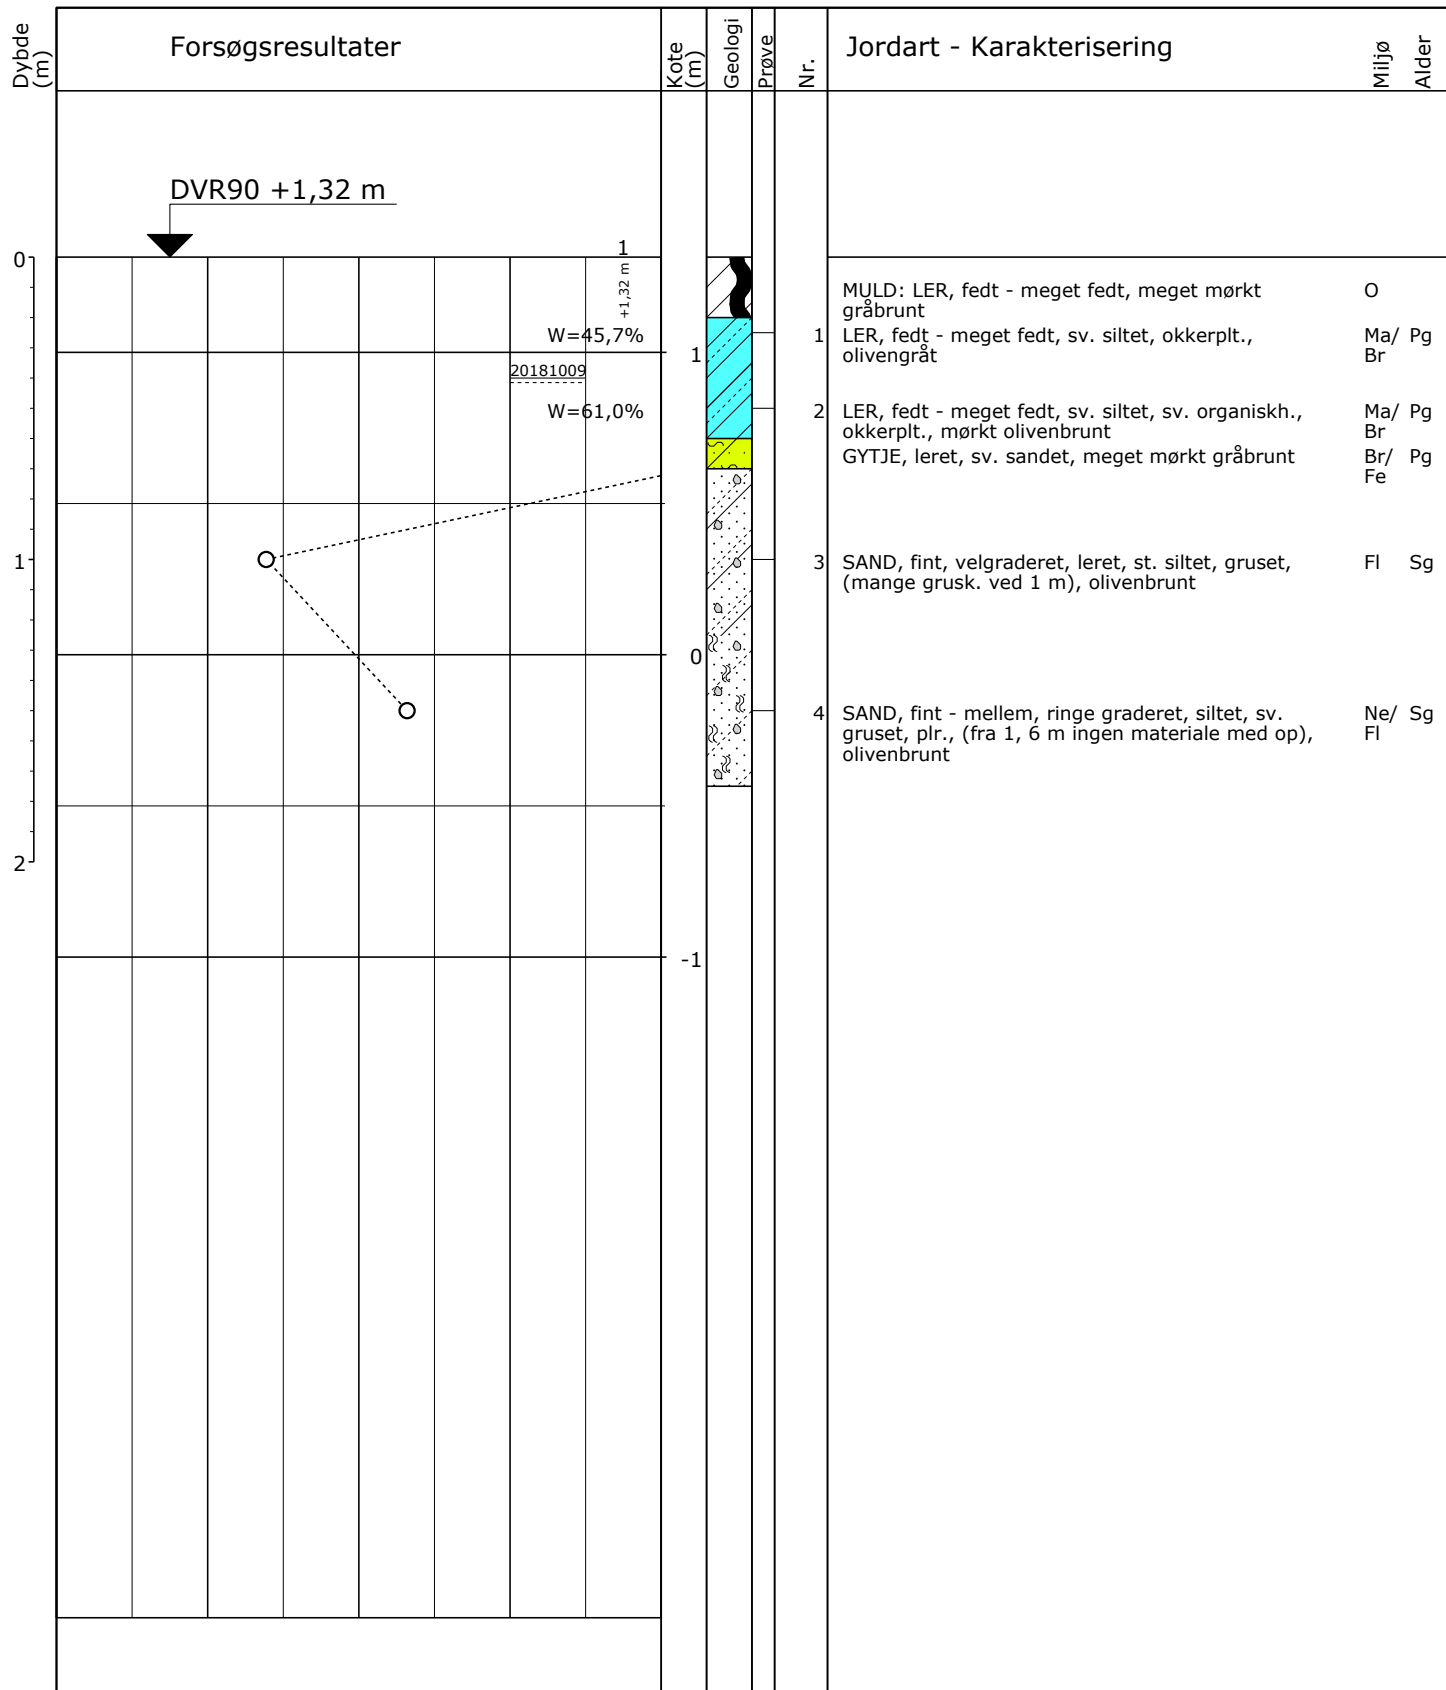 Dybde
(m)
Forsøgsresultater
Kote
(m)
Geologi
Prøve
Nr.
Jordart - Karakterisering
Miljø
Alder
DVR90 +1,32 m
0
1
+1,32 m
MULD: LER, fedt - meget fedt, meget mørkt O
gråbrunt
W=45,7%
1
1 LER, fedt - meget fedt, sv. siltet, okkerplt., Ma/ Pg
olivengråt Br
20181009
W=61,0%
2 LER, fedt - meget fedt, sv. siltet, sv. organiskh., Ma/ Pg
okkerplt., mørkt olivenbrunt Br
GYTJE, leret, sv. sandet, meget mørkt gråbrunt Br/ Pg
Fe
1
3 SAND, fint, velgraderet, leret, st. siltet, gruset, Fl Sg
(mange grusk. ved 1 m), olivenbrunt
0
4 SAND, fint - mellem, ringe graderet, siltet, sv. Ne/ Sg
gruset, plr., (fra 1, 6 m ingen materiale med op), Fl
olivenbrunt
2
-1